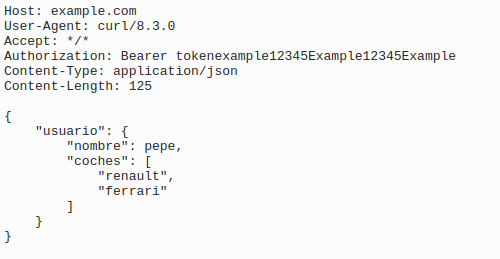 Host: example.com
User-Agent: curl/8.3.0
Accept: */*
Authorization: Bearer tokenexample12345Example12345Example
Content-Type: application/json
Content-Length: 125

{
    "usuario": {
        "nombre": pepe,
        "coches": [
            "renault",
            "ferrari"
        ]
    }
}